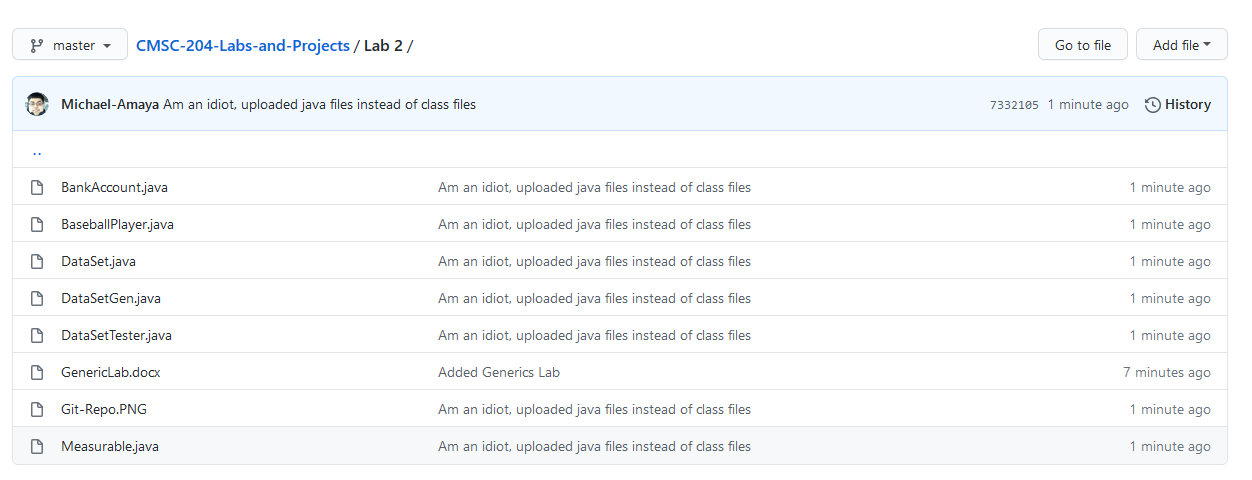 master CMSC-204-Labs-and-Projects / Lab 2 / Go to file Add file
Michael-Amaya Am an idiot, uploaded java files instead of class files 7332105 1 minute ago History
..
BankAccount.java Am an idiot, uploaded java files instead of class files 1 minute ago
BaseballPlayer.java Am an idiot, uploaded java files instead of class files 1 minute ago
DataSet.java Am an idiot, uploaded java files instead of class files 1 minute ago
DataSetGen.java Am an idiot, uploaded java files instead of class files 1 minute ago
DataSetTester.java Am an idiot, uploaded java files instead of class files 1 minute ago
GenericLab.docx Added Generics Lab 7 minutes ago
Git-Repo.PNG Am an idiot, uploaded java files instead of class files 1 minute ago
Measurable.java Am an idiot, uploaded java files instead of class files 1 minute ago